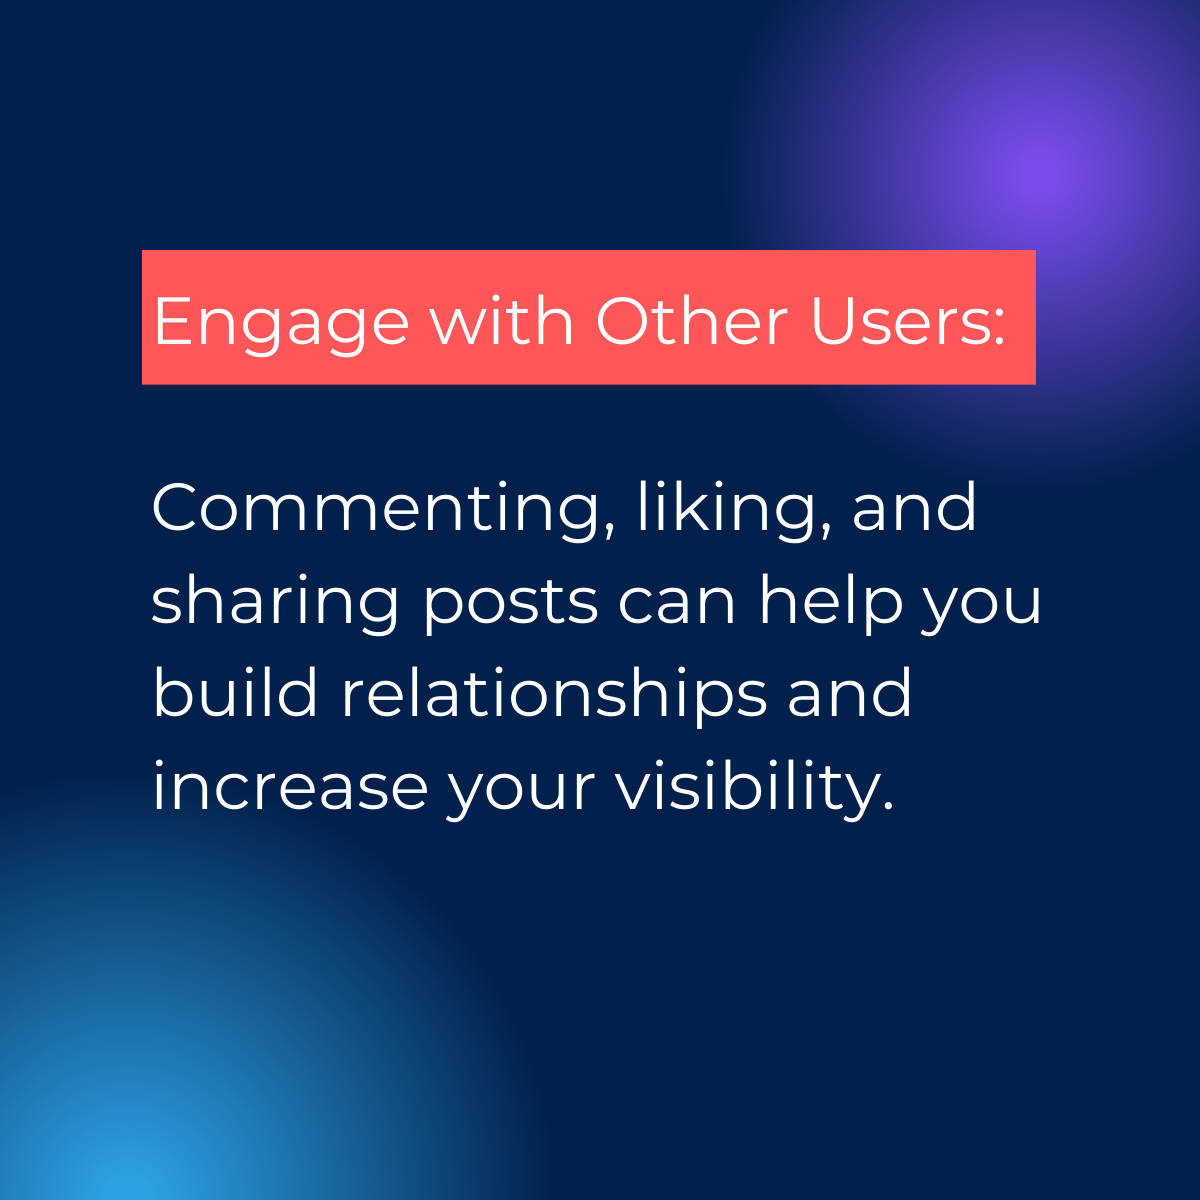 Engage with Other Users:
Commenting, liking, and
sharing posts can help you
build relationships and
increase your visibility.